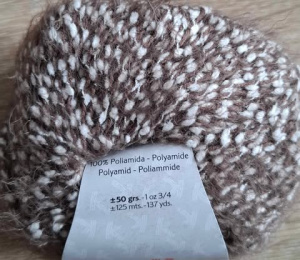 100% Poliamida - Polyamide
Polyamid - Poliammide
±50 grs. -1 oz 3/4
±125 mts. -137 yds.